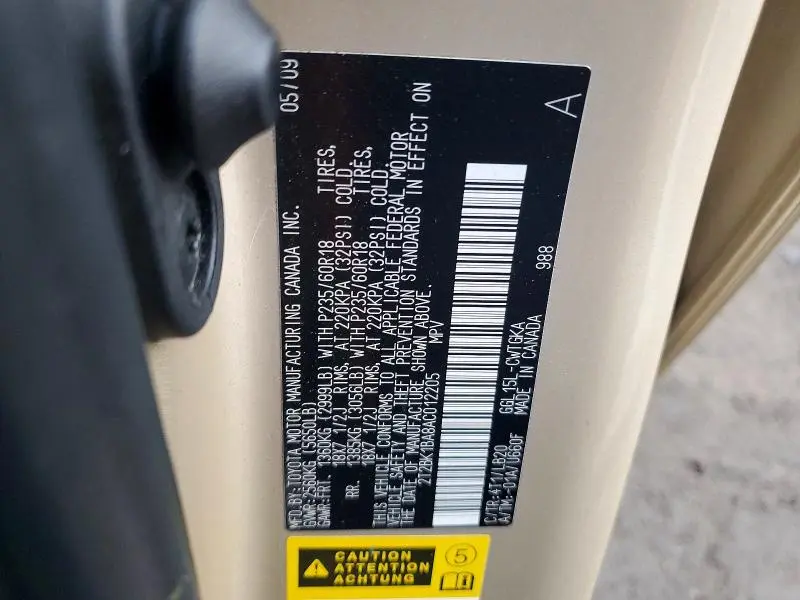 MFD.BY: TOYOTA MOTOR MANUFACTURING CANADA INC. 05/09
GVWR:2560KG (5650LB)
GAWR:FRT. 1360KG (2999LB) WITH P235/60R18 TIRES,
18X7 1/2J RIMS, AT 220KPA (32PSI) COLD.
RR. 1385KG (3056LB) WITH P235/60R18 TIRES,
18X7 1/2J RIMS, AT 220KPA (32PSI) COLD.
THIS VEHICLE CONFORMS TO ALL APPLICABLE FEDERAL MOTOR
VEHICLE SAFETY AND THEFT PREVENTION STANDARDS IN EFFECT ON
THE DATE OF MANUFACTURE SHOWN ABOVE.
2T2BK1BA8AC012205 MPV
C/TR:4T1/LB20 GGL15L-CWTGKA 988
A/TM:-01A/U660F MADE IN CANADA
A
CAUTION
ATTENTION
ACHTUNG
5